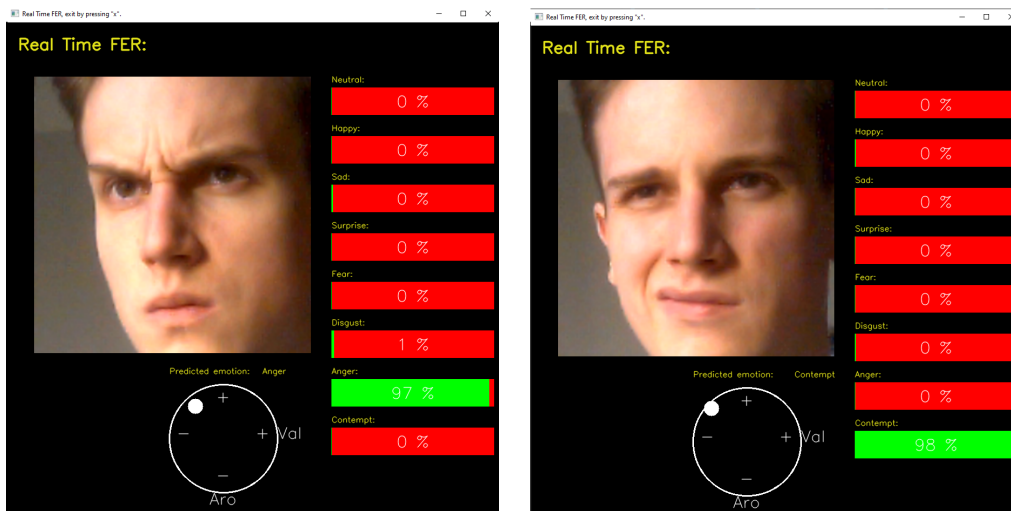 Real Time FER, exit by pressing "x".
Real Time FER:
Neutral:
0 %
Happy:
0 %
Sad:
0 %
Surprise:
0 %
Fear:
0 %
Disgust:
1 %
Predicted emotion: Anger
Anger:
97 %
Contempt:
0 %
+
− + Val
−
Aro
Real Time FER, exit by pressing "x".
Real Time FER:
Neutral:
0 %
Happy:
0 %
Sad:
0 %
Surprise:
0 %
Fear:
0 %
Disgust:
0 %
Predicted emotion: Contempt
Anger:
0 %
Contempt:
98 %
+
− + Val
−
Aro